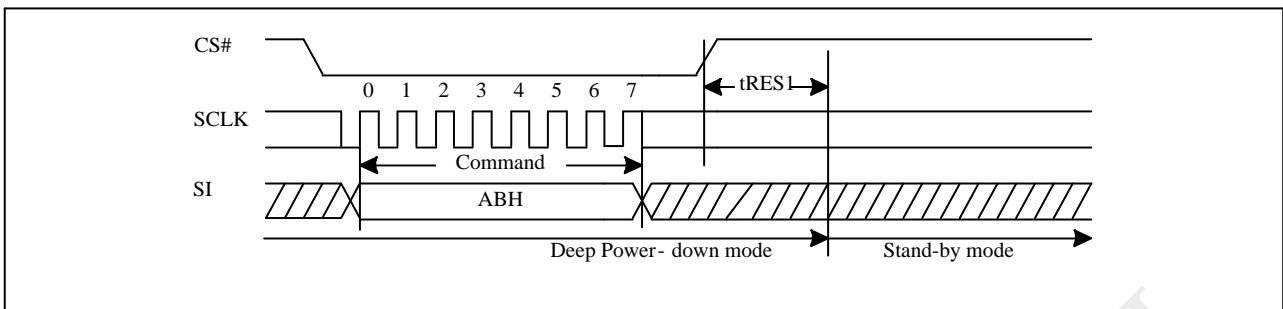 CS#
tRES1
0 1 2 3 4 5 6 7
SCLK
Command
SI
ABH
Deep Power- down mode
Stand-by mode